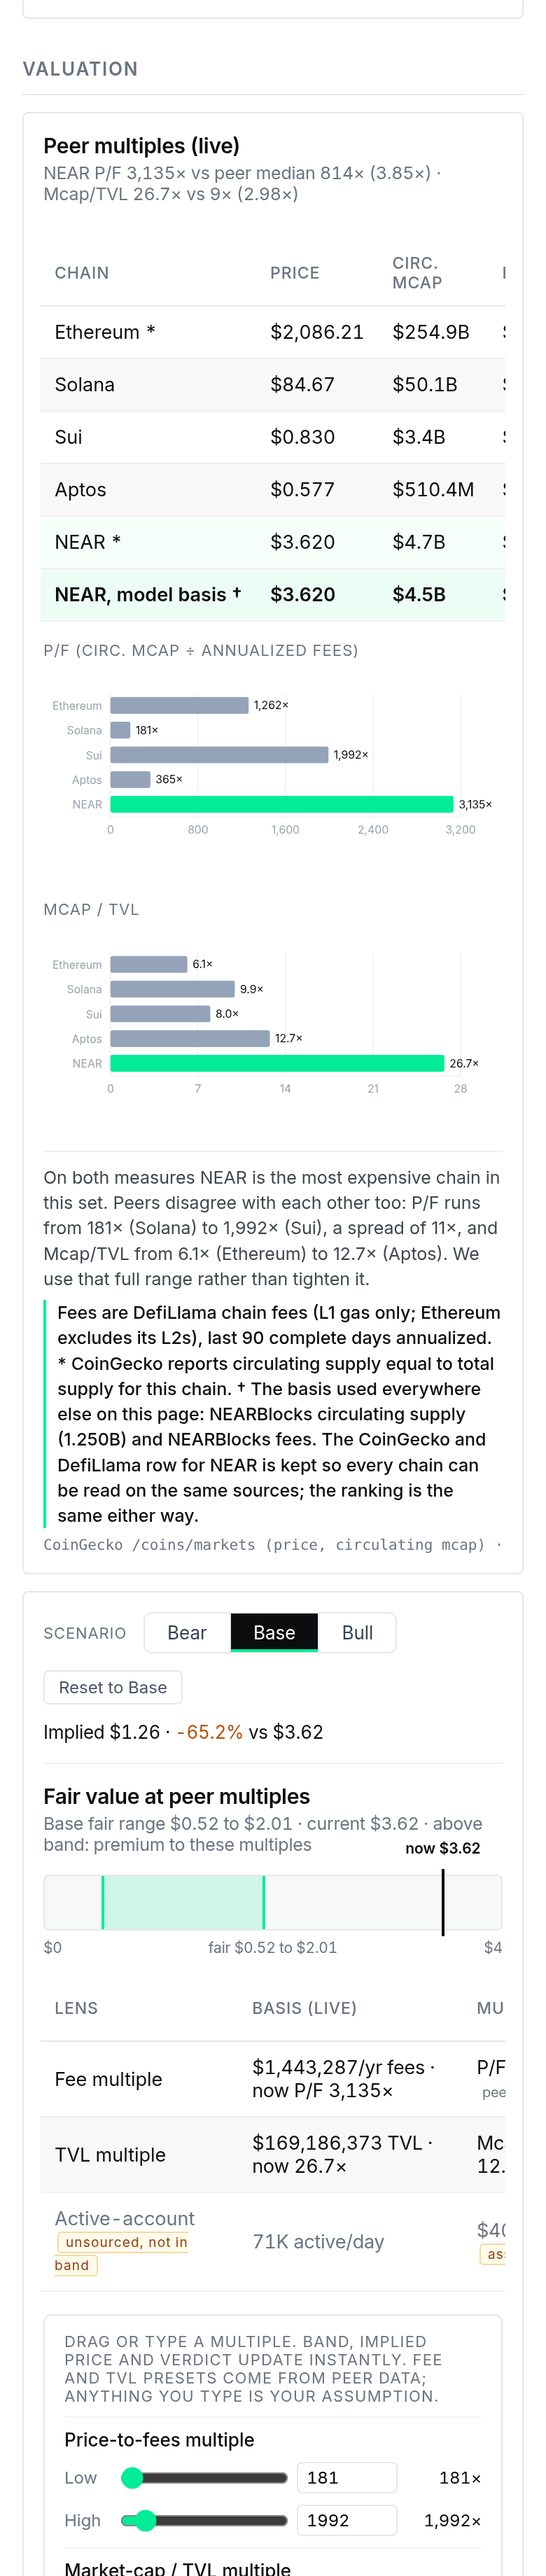 VALUATION
Peer multiples (live)
NEAR P/F 3,135× vs peer median 814× (3.85×) ·
Mcap/TVL 26.7× vs 9× (2.98×)
CHAIN PRICE CIRC. MCAP
Ethereum * $2,086.21 $254.9B
Solana $84.67 $50.1B
Sui $0.830 $3.4B
Aptos $0.577 $510.4M
NEAR * $3.620 $4.7B
NEAR, model basis † $3.620 $4.5B
P/F (CIRC. MCAP ÷ ANNUALIZED FEES)
Ethereum 1,262×
Solana 181×
Sui 1,992×
Aptos 365×
NEAR 3,135×
0 800 1,600 2,400 3,200
MCAP / TVL
Ethereum 6.1×
Solana 9.9×
Sui 8.0×
Aptos 12.7×
NEAR 26.7×
0 7 14 21 28
On both measures NEAR is the most expensive chain in
this set. Peers disagree with each other too: P/F runs
from 181× (Solana) to 1,992× (Sui), a spread of 11×, and
Mcap/TVL from 6.1× (Ethereum) to 12.7× (Aptos). We
use that full range rather than tighten it.
Fees are DefiLlama chain fees (L1 gas only; Ethereum
excludes its L2s), last 90 complete days annualized.
* CoinGecko reports circulating supply equal to total
supply for this chain. † The basis used everywhere
else on this page: NEARBlocks circulating supply
(1.250B) and NEARBlocks fees. The CoinGecko and
DefiLlama row for NEAR is kept so every chain can
be read on the same sources; the ranking is the
same either way.
CoinGecko /coins/markets (price, circulating mcap) ·
SCENARIO Bear Base Bull
Reset to Base
Implied $1.26 · -65.2% vs $3.62
Fair value at peer multiples
Base fair range $0.52 to $2.01 · current $3.62 · above
band: premium to these multiples
now $3.62
$0 fair $0.52 to $2.01 $4
LENS BASIS (LIVE) MU
Fee multiple $1,443,287/yr fees · P/F
now P/F 3,135× pee
TVL multiple $169,186,373 TVL ·
now 26.7× 12.
Active-account 71K active/day $40
unsourced, not in as
band
DRAG OR TYPE A MULTIPLE. BAND, IMPLIED
PRICE AND VERDICT UPDATE INSTANTLY. FEE
AND TVL PRESETS COME FROM PEER DATA;
ANYTHING YOU TYPE IS YOUR ASSUMPTION.
Price-to-fees multiple
Low 181 181×
High 1992 1,992×
Market-cap / TVL multiple